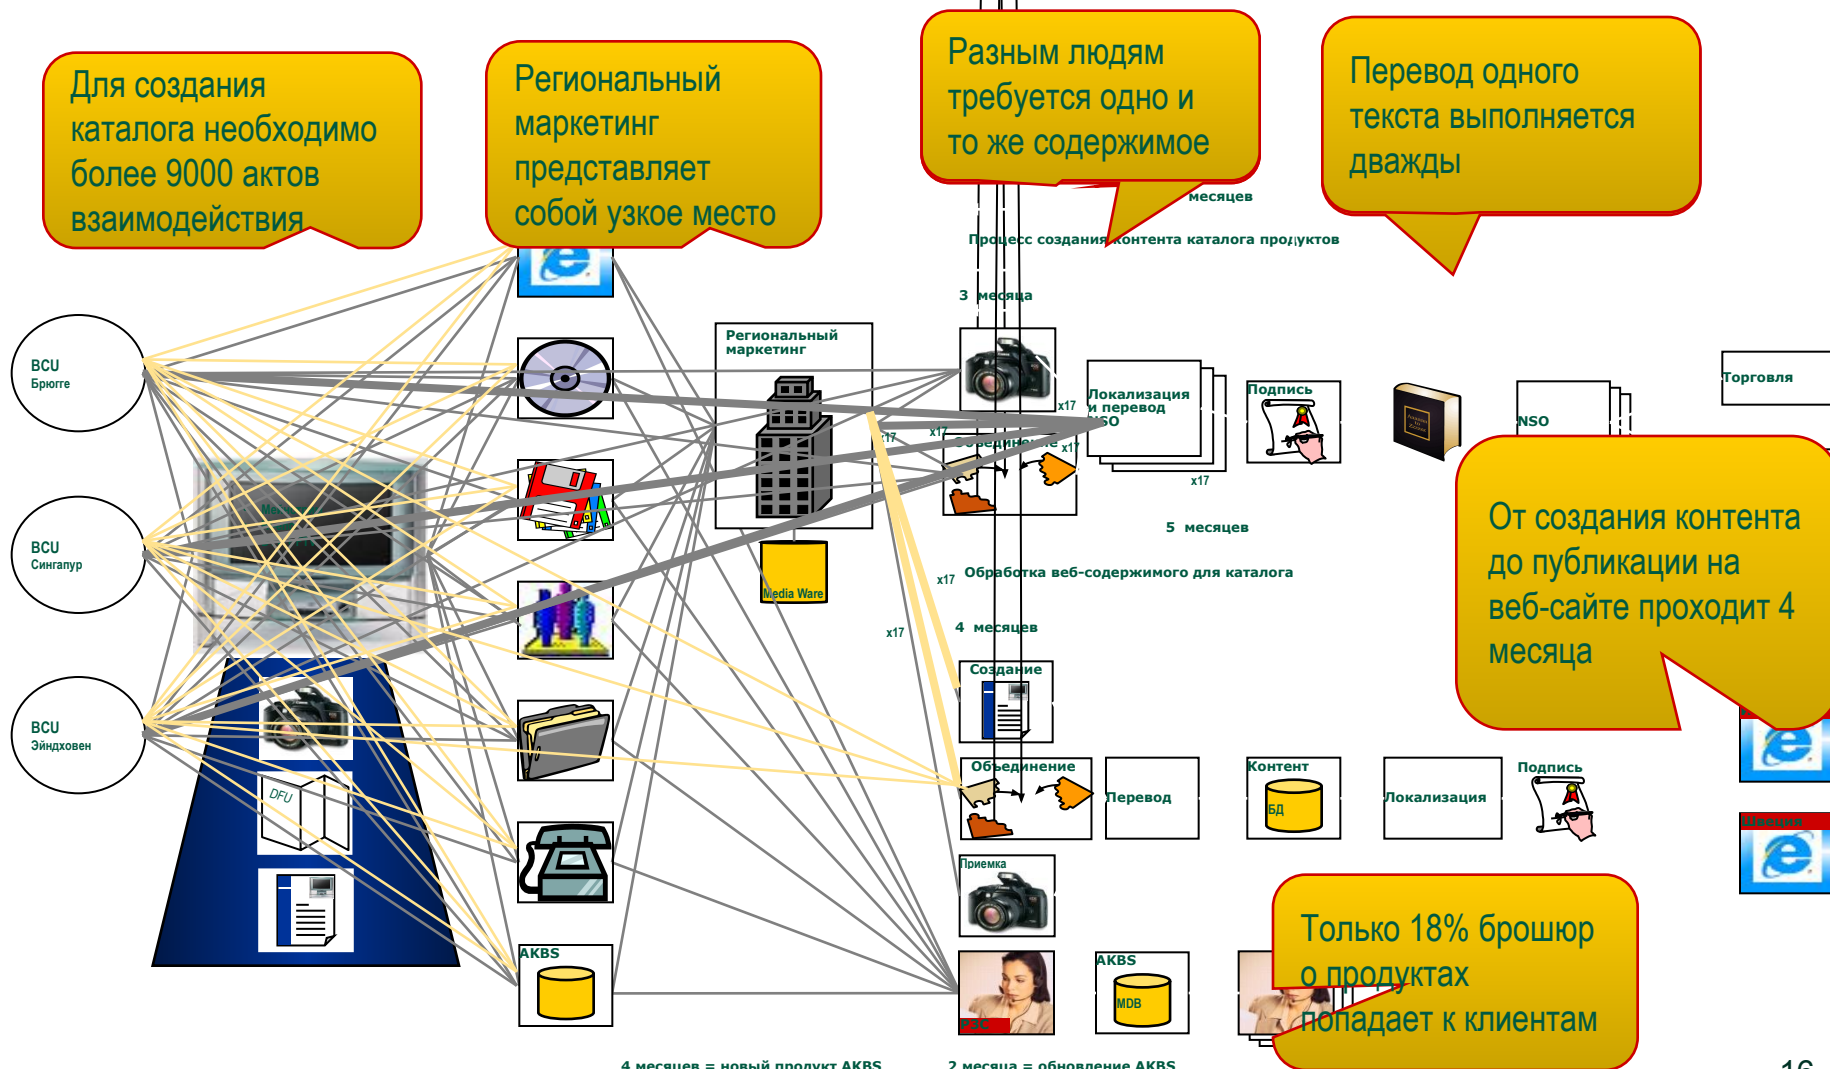 Для создания
каталога необходимо
более 9000 актов
взаимодействия
Региональный
маркетинг
представляет
собой узкое место
Разным людям
требуется одно и
то же содержимое
Перевод одного
текста выполняется
дважды
месяцев
Процесс создания контента каталога продуктов
3 месяца
BCU
Брюгге
BCU
Сингапур
BCU
Эйндховен
DFU
AKBS
Региональный
маркетинг
Media Ware
x17
x17
x17
x17
Объединение
Локализация
и перевод
NSO
x17
Подпись
NSO
Торговля
5 месяцев
x17
Обработка веб-содержимого для каталога
x17
4 месяцев
Создание
Объединение
Перевод
Контент
БД
Локализация
Подпись
Приемка
РЗС
AKBS
MDB
От создания контента
до публикации на
веб-сайте проходит 4
месяца
Швеция
Только 18% брошюр
о продуктах
попадает к клиентам
4 месяцев = новый продукт AKBS
2 месяца = обновление AKBS
16